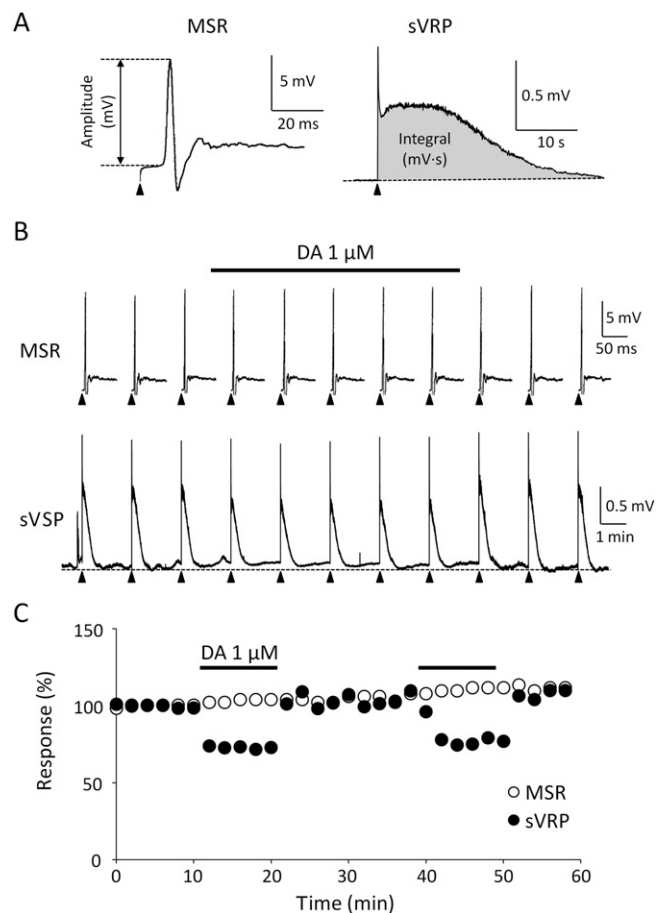 A
MSR
sVRP
Amplitude
(mV)
5 mV
20 ms
Integral
(mV·s)
0.5 mV
10 s
B
DA 1 µM
MSR
5 mV
50 ms
sVSP
0.5 mV
1 min
C
150
100
50
0
Response (%)
DA 1 µM
MSR
sVRP
0 10 20 30 40 50 60
Time (min)